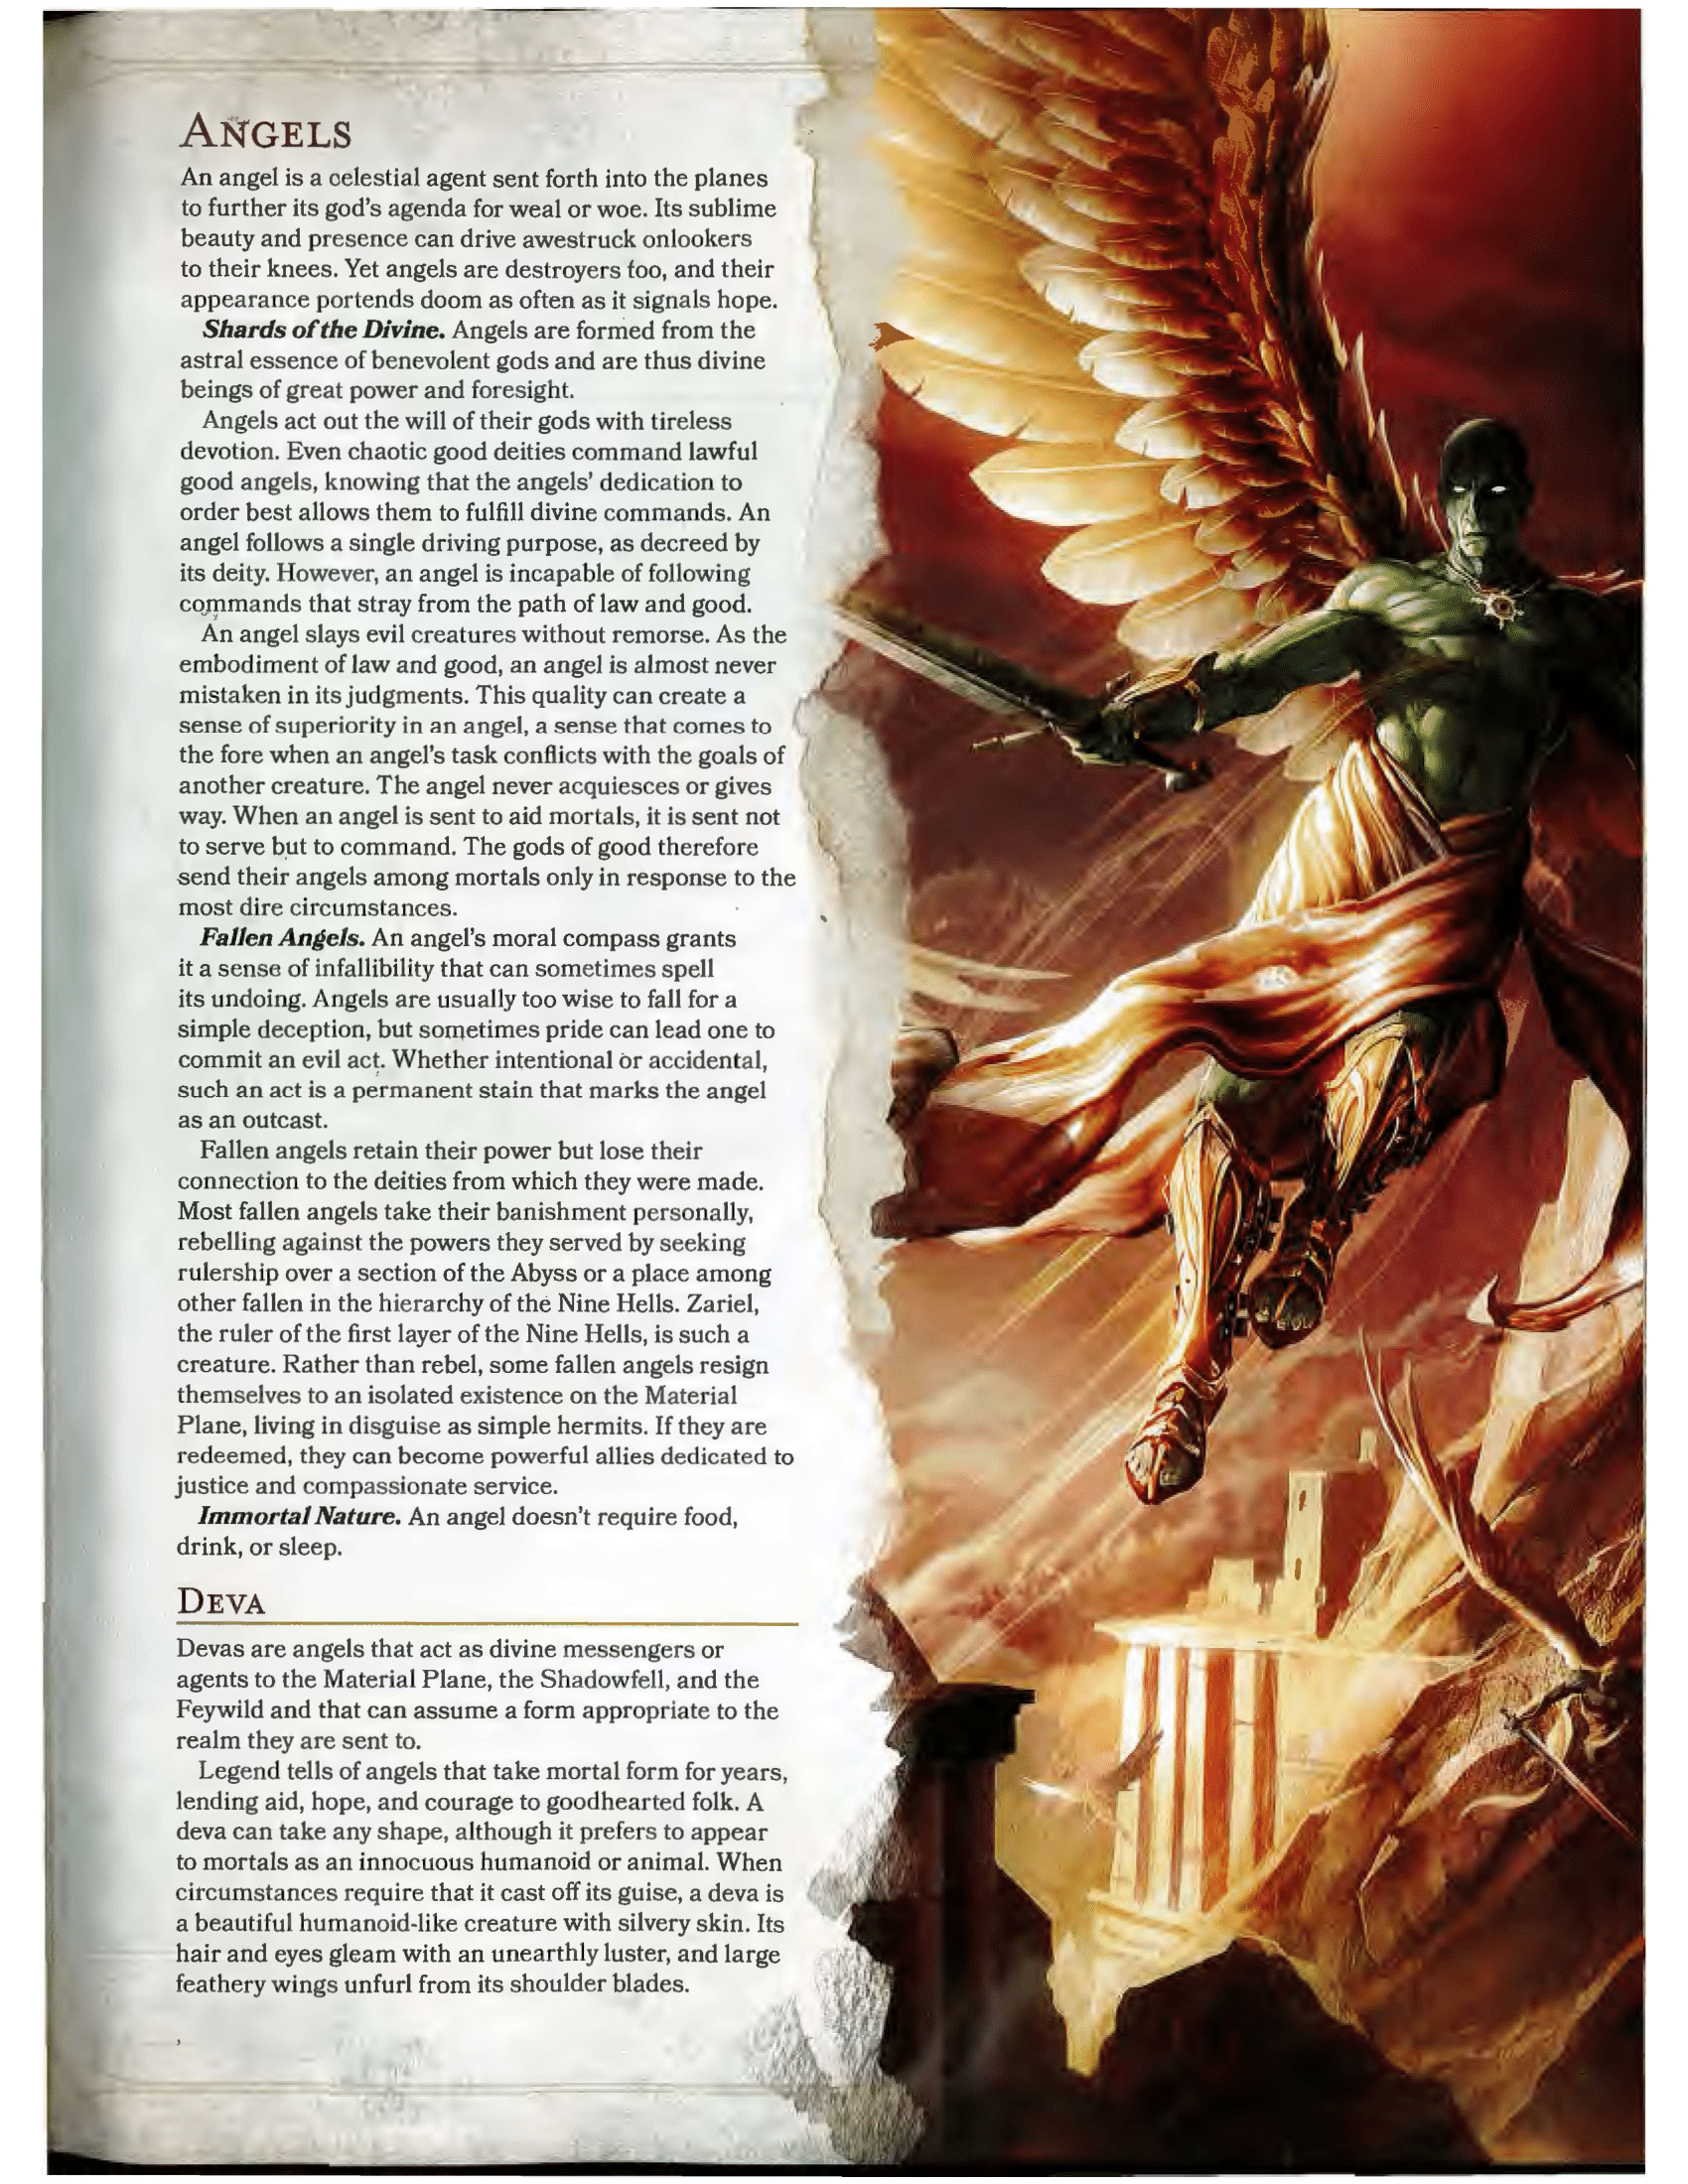 ANGELS
An angel is a celestial agent sent forth into the planes
to further its god's agenda for weal or woe. Its sublime
beauty and presence can drive awestruck onlookers
to their knees. Yet angels are destroyers too, and their
appearance portends doom as often as it signals hope.
Shards of the Divine. Angels are formed from the
astral essence of benevolent gods and are thus divine
beings of great power and foresight.
Angels act out the will of their gods with tireless
devotion. Even chaotic good deities command lawful
good angels, knowing that the angels' dedication to
order best allows them to fulfill divine commands. An
angel follows a single driving purpose, as decreed by
its deity. However, an angel is incapable of following
commands that stray from the path of law and good.
An angel slays evil creatures without remorse. As the
embodiment of law and good, an angel is almost never
mistaken in its judgments. This quality can create a
sense of superiority in an angel, a sense that comes to
the fore when an angel's task conflicts with the goals of
another creature. The angel never acquiesces or gives
way. When an angel is sent to aid mortals, it is sent not
to serve but to command. The gods of good therefore
send their angels among mortals only in response to the
most dire circumstances.
Fallen Angels. An angel's moral compass grants
it a sense of infallibility that can sometimes spell
its undoing. Angels are usually too wise to fall for a
simple deception, but sometimes pride can lead one to
commit an evil act. Whether intentional or accidental,
such an act is a permanent stain that marks the angel
as an outcast.
Fallen angels retain their power but lose their
connection to the deities from which they were made.
Most fallen angels take their banishment personally,
rebelling against the powers they served by seeking
rulership over a section of the Abyss or a place among
other fallen in the hierarchy of the Nine Hells. Zariel,
the ruler of the first layer of the Nine Hells, is such a
creature. Rather than rebel, some fallen angels resign
themselves to an isolated existence on the Material
Plane, living in disguise as simple hermits. If they are
redeemed, they can become powerful allies dedicated to
justice and compassionate service.
Immortal Nature. An angel doesn't require food,
drink, or sleep.
DEVA
Devas are angels that act as divine messengers or
agents to the Material Plane, the Shadowfell, and the
Feywild and that can assume a form appropriate to the
realm they are sent to.
Legend tells of angels that take mortal form for years,
lending aid, hope, and courage to goodhearted folk. A
deva can take any shape, although it prefers to appear
to mortals as an innocuous humanoid or animal. When
circumstances require that it cast off its guise, a deva is
a beautiful humanoid-like creature with silvery skin. Its
hair and eyes gleam with an unearthly luster, and large
feathery wings unfurl from its shoulder blades.